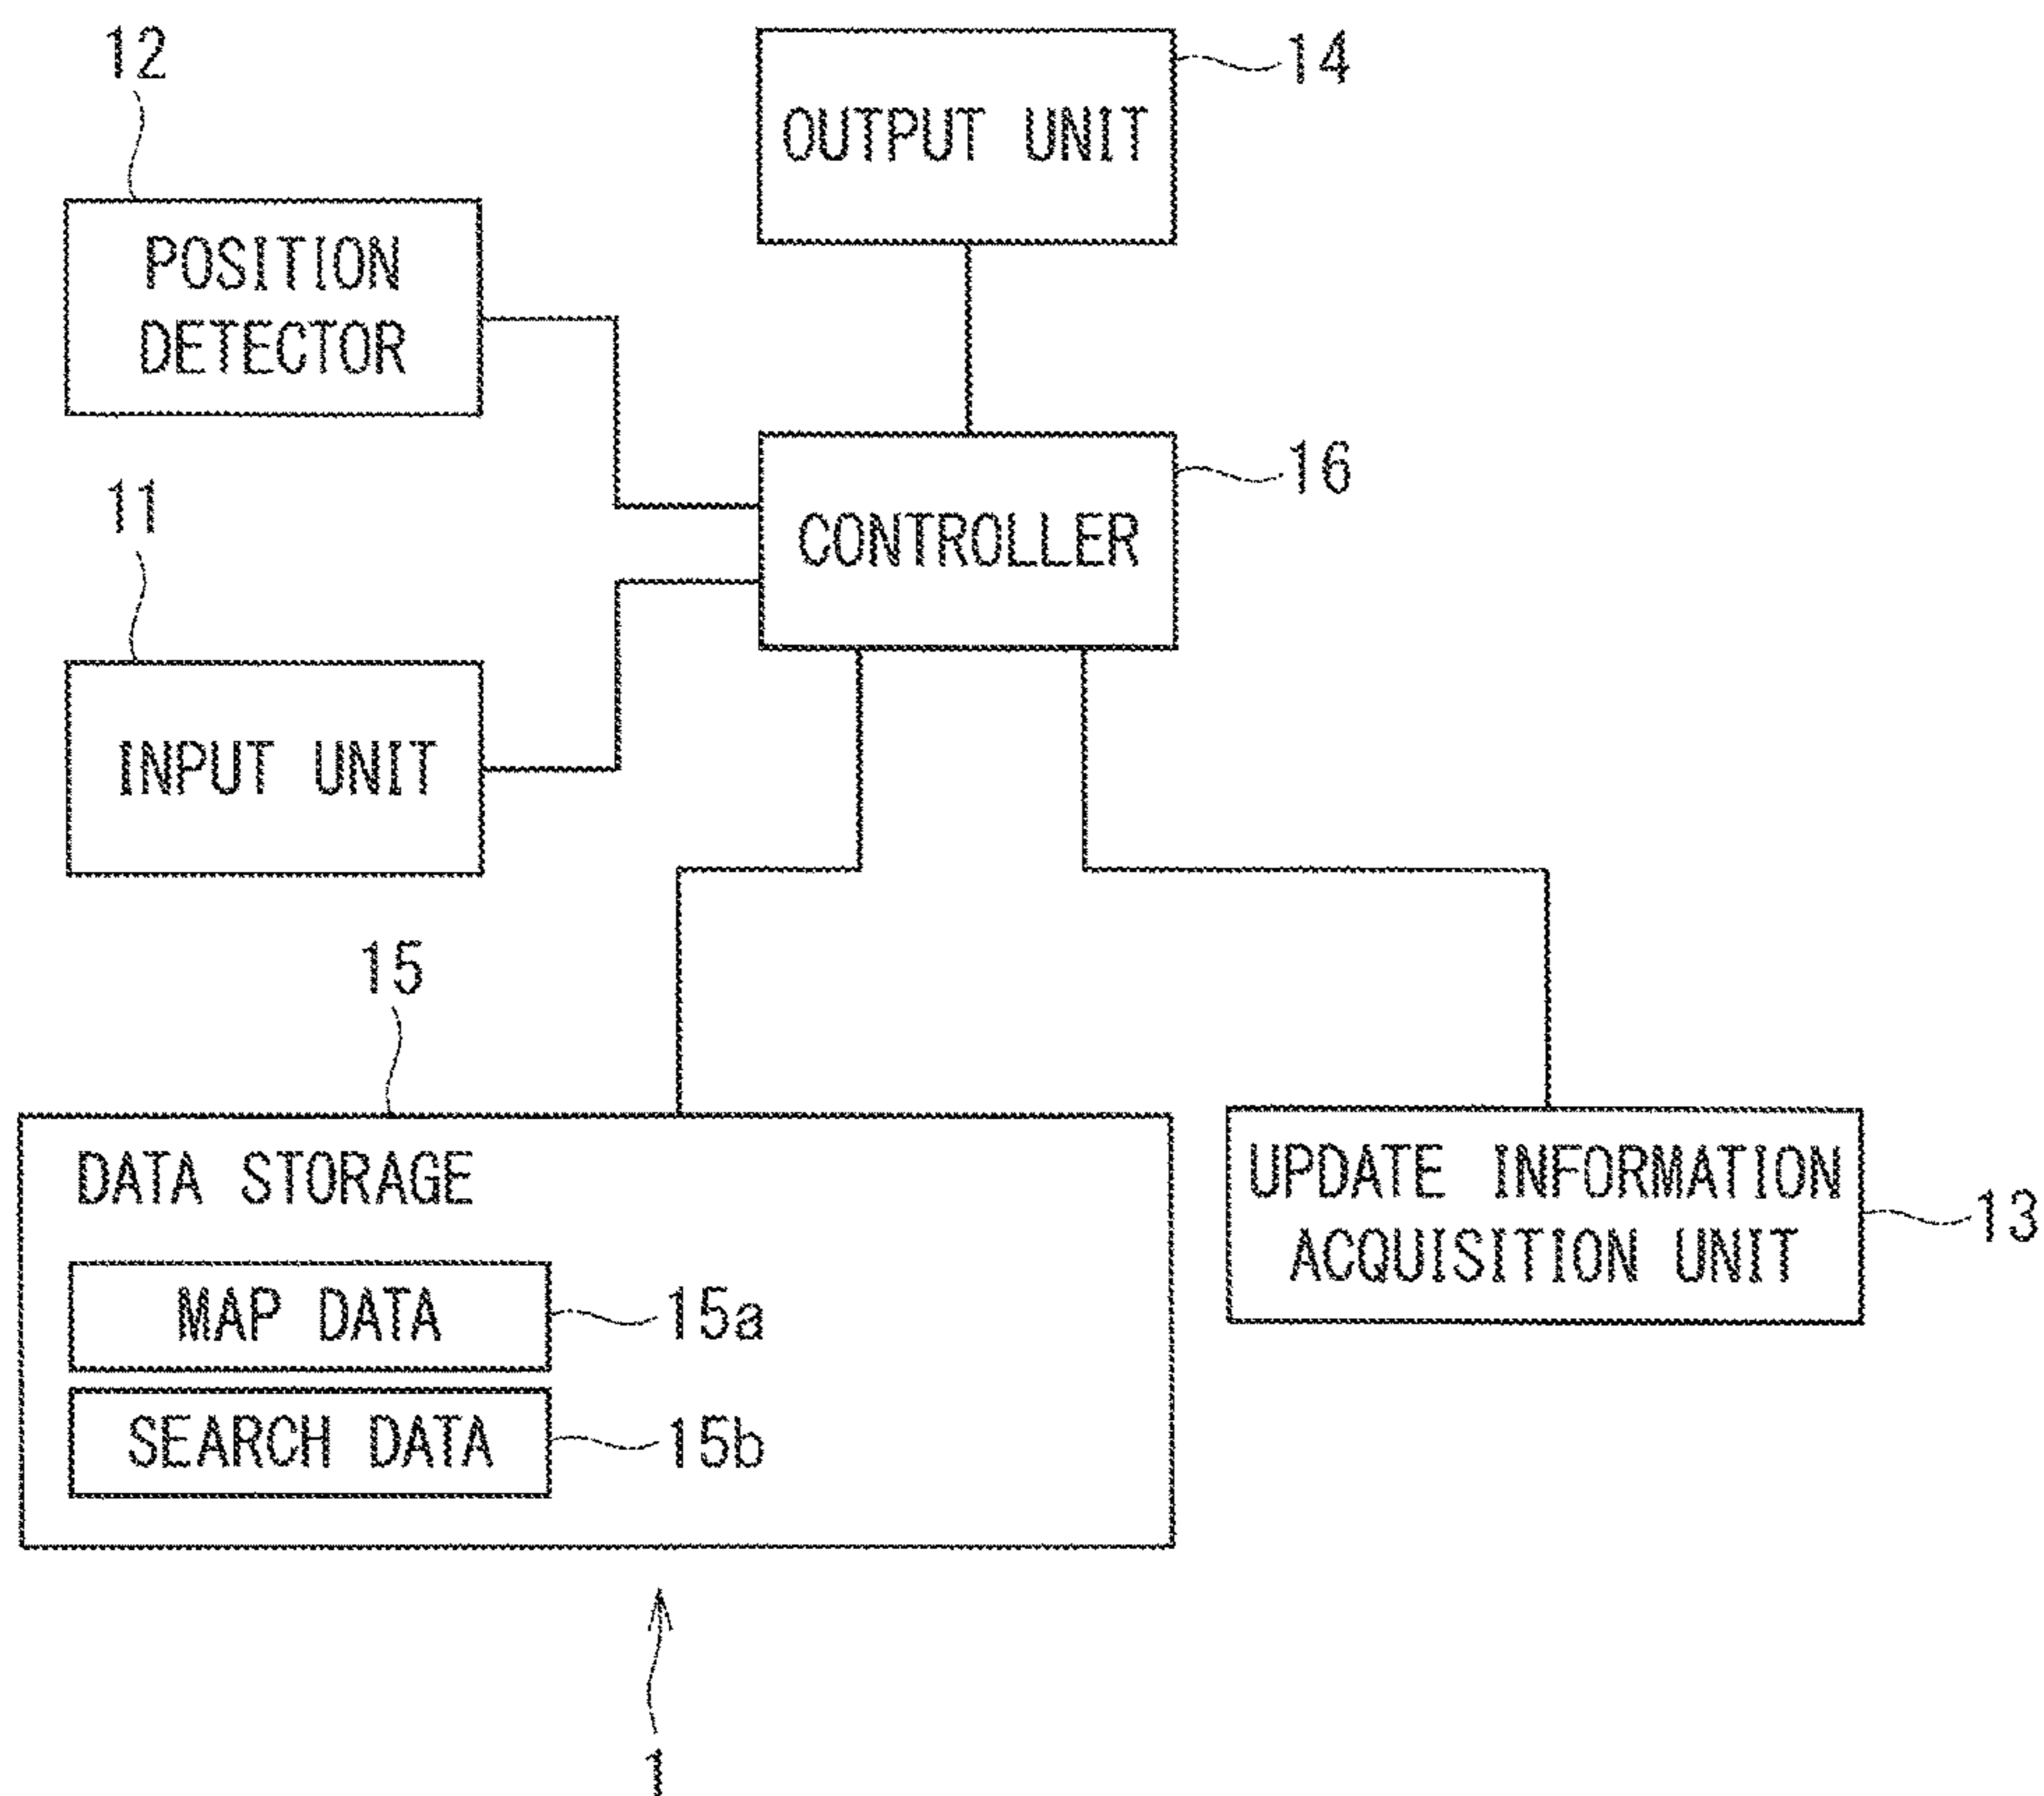 12
14
OUTPUT UNIT
POSITION
DETECTOR
16
CONTROLLER
11
INPUT UNIT
15
DATA STORAGE
MAP DATA
15a
SEARCH DATA
15b
UPDATE INFORMATION
ACQUISITION UNIT
13
1